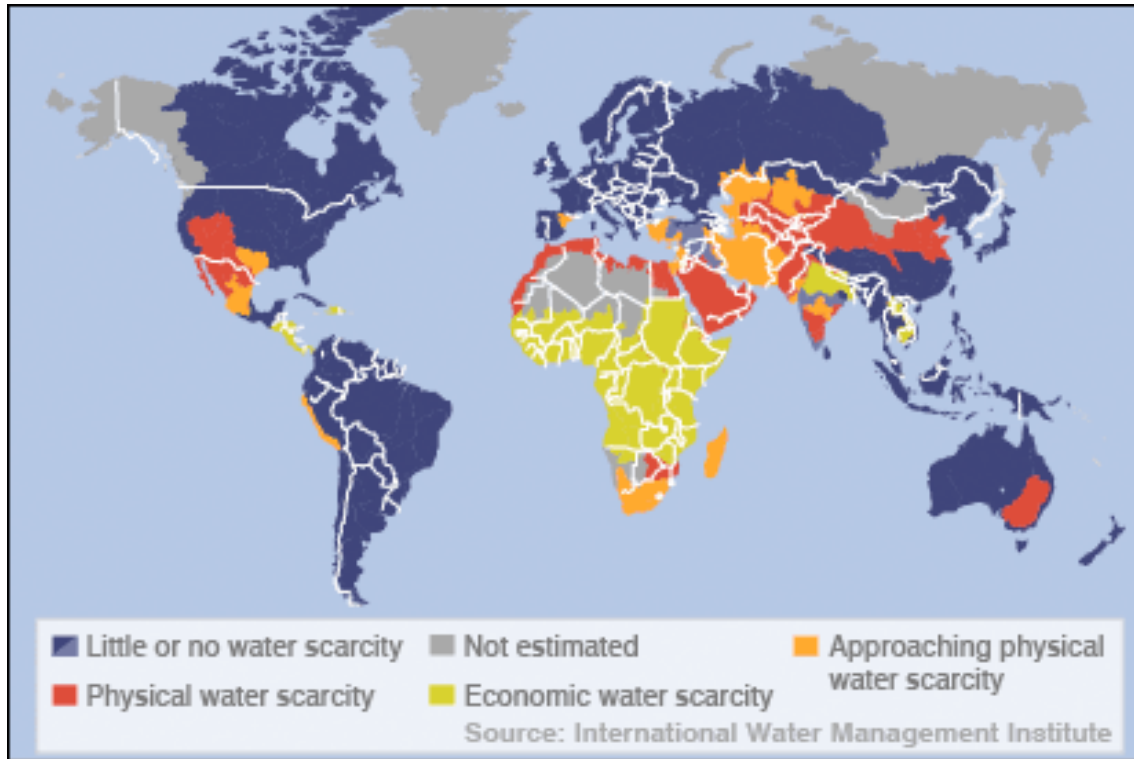 Little or no water scarcity
Not estimated
Approaching physical
water scarcity
Physical water scarcity
Economic water scarcity
Source: International Water Management Institute